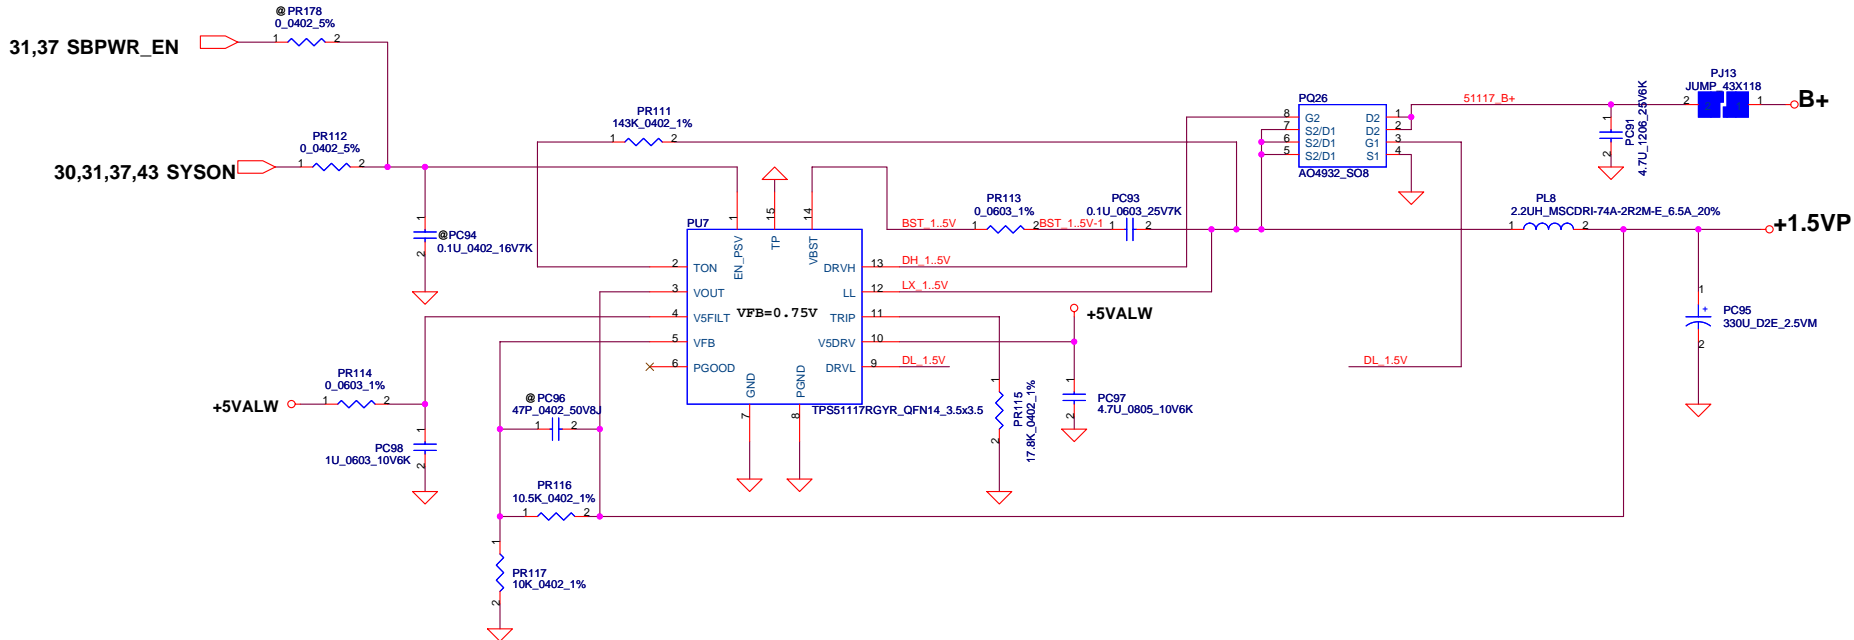 @PR178
0_0402_5%
1 2
31,37 SBPWR_EN
PR112
0_0402_5%
1 2
30,31,37,43 SYSON
@PC94
0.1U_0402_16V7K
1
2
PR111
143K_0402_1%
1 2
PU7
1
15
14
EN_PSV
TP
VBST
2 TON
3 VOUT
4 V5FILT
5 VFB
6 PGOOD
VFB=0.75V
DRVH 13
LL 12
TRIP 11
V5DRV 10
DRVL 9
GND
PGND
7
8
TPS51117RGYR_QFN14_3.5x3.5
BST_1..5V
DH_1..5V
LX_1..5V
DL_1.5V
PR113
0_0603_1%
1 2
BST_1..5V-1
PC93
0.1U_0603_25V7K
1 2
PQ26
8 G2
7 S2/D1
6 S2/D1
5 S2/D1
D2 1
D2 2
G1 3
S1 4
AO4932_SO8
51117_B+
PJ13
JUMP_43X118
2 1
B+
PC91
4.7U_1206_25V6K
1
2
PL8
2.2UH_MSCDRI-74A-2R2M-E_6.5A_20%
1 2
+1.5VP
PC95
330U_D2E_2.5VM
1
+
2
DL_1.5V
+5VALW
PC97
4.7U_0805_10V6K
1
2
PR115
17.8K_0402_1%
1
2
PR114
0_0603_1%
+5VALW
1 2
PC98
1U_0603_10V6K
1
2
@PC96
47P_0402_50V8J
1 2
PR116
10.5K_0402_1%
1 2
PR117
10K_0402_1%
1
2